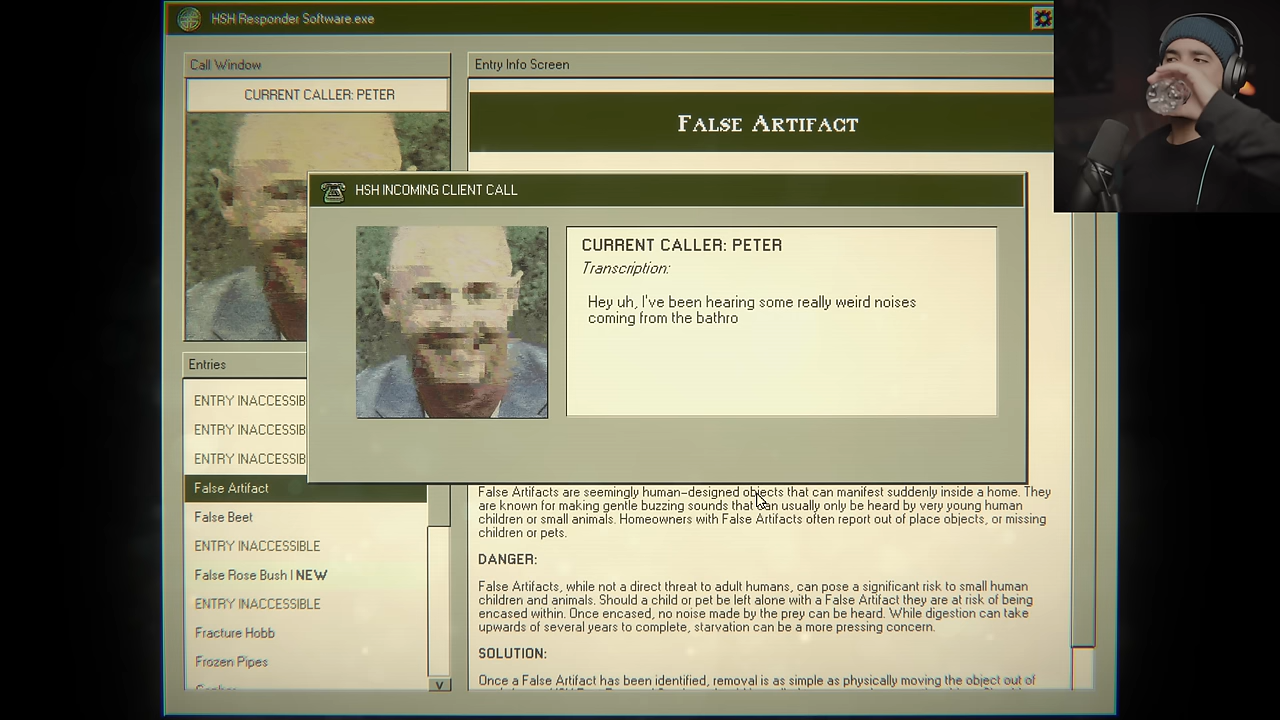 HSH Responder Software.exe
Call Window
CURRENT CALLER: PETER
Entry Info Screen
FALSE ARTIFACT
HSH INCOMING CLIENT CALL
CURRENT CALLER: PETER
Transcription:
Hey uh, I've been hearing some really weird noises
coming from the bathro
Entries
ENTRY INACCESSIB
ENTRY INACCESSIB
ENTRY INACCESSIB
False Artifact
False Beet
ENTRY INACCESSIBLE
False Rose Bush | NEW
ENTRY INACCESSIBLE
Fracture Hobb
Frozen Pipes
False Artifacts are seemingly human-designed objects that can manifest suddenly inside a home. They
are known for making gentle buzzing sounds that can usually only be heard by very young human
children or small animals. Homeowners with False Artifacts often report out of place objects, or missing
children or pets.
DANGER:
False Artifacts, while not a direct threat to adult humans, can pose a significant risk to small human
children and animals. Should a child or pet be left alone with a False Artifact they are at risk of being
encased within. Once encased, no noise made by the prey can be heard. While digestion can take
upwards of several years to complete, starvation can be a more pressing concern.
SOLUTION:
Once a False Artifact has been identified, removal is as simple as physically moving the object out of